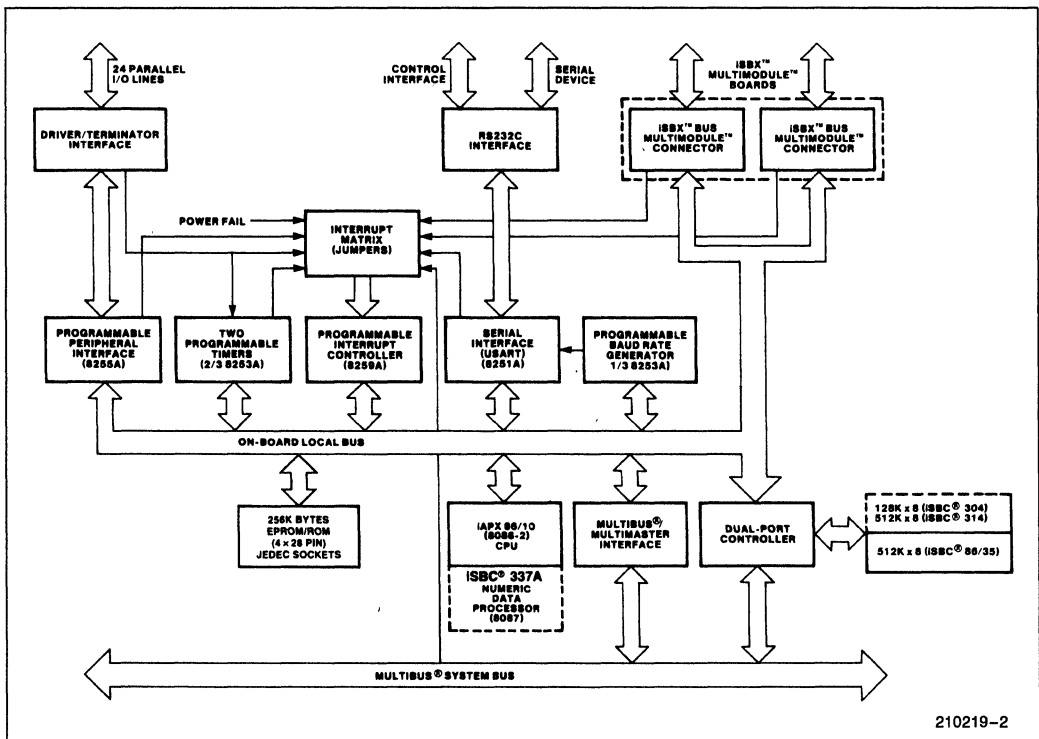 24 PARALLEL
I/O LINES
CONTROL
INTERFACE
SERIAL
DEVICE
iSBX™
MULTIMODULE™
BOARDS
DRIVER/TERMINATOR
INTERFACE
RS232C
INTERFACE
iSBX™ BUS
MULTIMODULE™
CONNECTOR
iSBX™ BUS
MULTIMODULE™
CONNECTOR
POWER FAIL
INTERRUPT
MATRIX
(JUMPERS)
PROGRAMMABLE
PERIPHERAL
INTERFACE
(8255A)
TWO
PROGRAMMABLE
TIMERS
(2/3 8253A)
PROGRAMMABLE
INTERRUPT
CONTROLLER
(8259A)
SERIAL
INTERFACE
(USART)
(8251A)
PROGRAMMABLE
BAUD RATE
GENERATOR
1/3 8253A)
ON-BOARD LOCAL BUS
256K BYTES
EPROM/ROM
(4 × 28 PIN)
JEDEC SOCKETS
iAPX 86/10
(8086-2)
CPU
iSBC® 337A
NUMERIC
DATA
PROCESSOR
(8087)
MULTIBUS®/
MULTIMASTER
INTERFACE
DUAL-PORT
CONTROLLER
128K x 8 (iSBC® 304)
512K x 8 (iSBC® 314)
512K x 8 (iSBC® 86/35)
MULTIBUS® SYSTEM BUS
210219-2